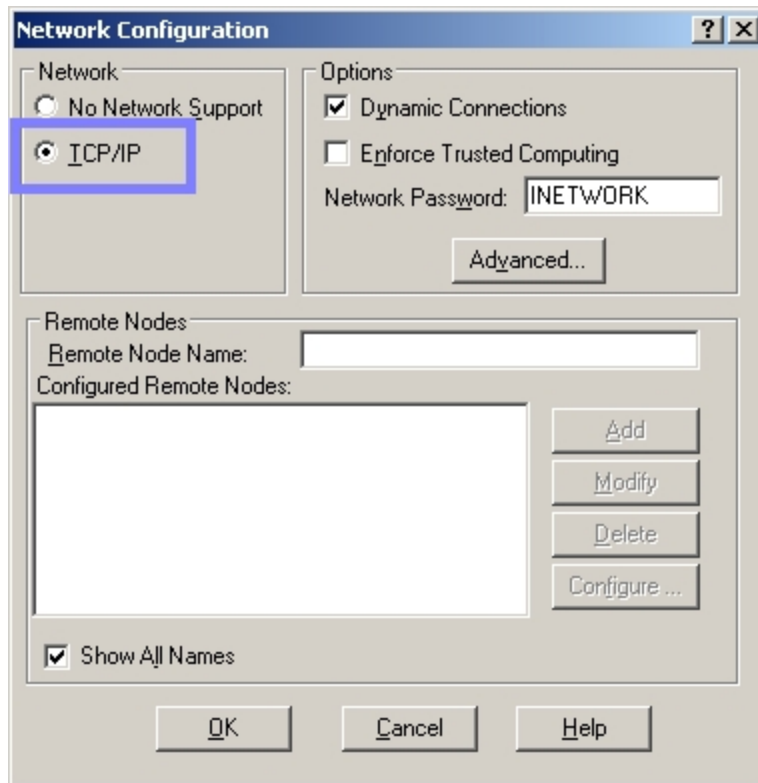 Network Configuration
Network
No Network Support
TCP/IP
Options
Dynamic Connections
Enforce Trusted Computing
Network Password: INETWORK
Advanced...
Remote Nodes
Remote Node Name:
Configured Remote Nodes:
Add
Modify
Delete
Configure ...
Show All Names
OK Cancel Help